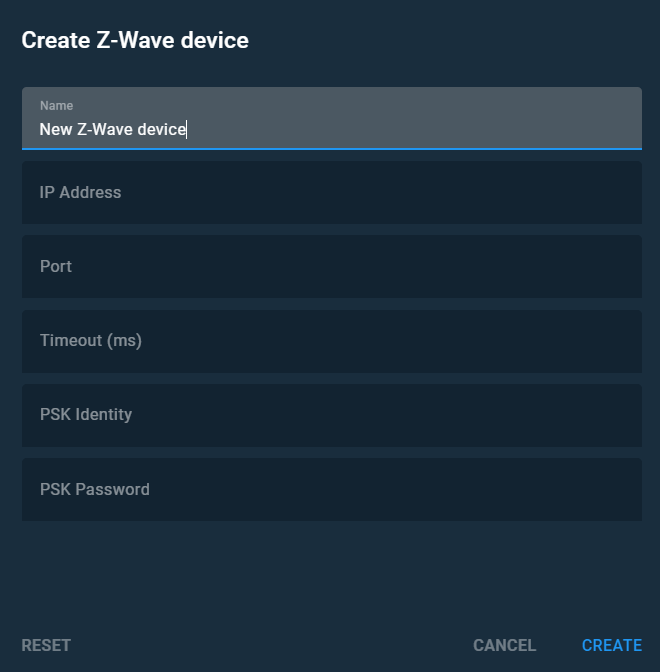 Create Z-Wave device
Name
New Z-Wave device
IP Address
Port
Timeout (ms)
PSK Identity
PSK Password
RESET CANCEL CREATE